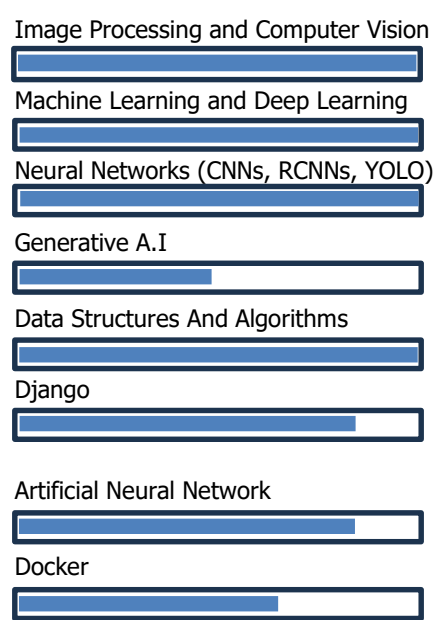 Image Processing and Computer Vision
Machine Learning and Deep Learning
Neural Networks (CNNs, RCNNs, YOLO)
Generative A.I
Data Structures And Algorithms
Django
Artificial Neural Network
Docker